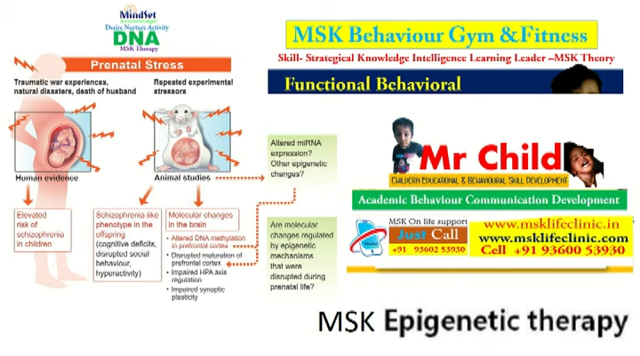 MindSet
Desire Nurture Activity
DNA
MSK Therapy
Prenatal Stress
Traumatic war experiences,
natural disasters, death of husband
Repeated experimental
stressors
Human evidence
Animal studies
Elevated
risk of
schizophrenia
in children
Schizophrenia-like
phenotype in the
offspring
(cognitive deficits,
disrupted social
behaviour,
hyperactivity)
Molecular changes
in the brain
• Altered DNA methylation
in prefrontal cortex
• Disrupted maturation of
prefrontal cortex
• Impaired HPA axis
regulation
• Impaired synaptic
plasticity
Altered miRNA
expression?
Other epigenetic
changes?
Are molecular
changes regulated
by epigenetic
mechanisms
that were
disrupted during
prenatal life?
MSK Behaviour Gym &Fitness
Skill- Strategical Knowledge Intelligence Learning Leader –MSK Theory
Functional Behavioral
Mr Child
CHILDERN EDUCATIONAL & BEHAVIOURAL SKILL DEVELOPMENT
Academic Behaviour Communication Development
MSK On life support
Just Call
+91 93602 53930
www.msklifeclinic.in
www.msklifeclinic.com
Cell +91 93600 53930
MSK Epigenetic therapy